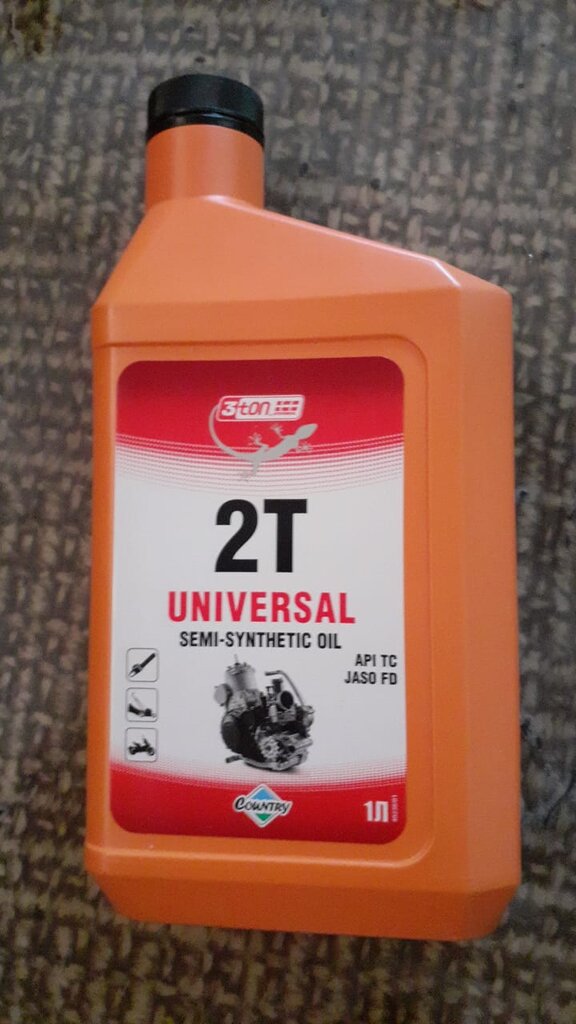 3ton
2T
UNIVERSAL
SEMI-SYNTHETIC OIL
API TC
JASO FD
COUNTRY
1Л